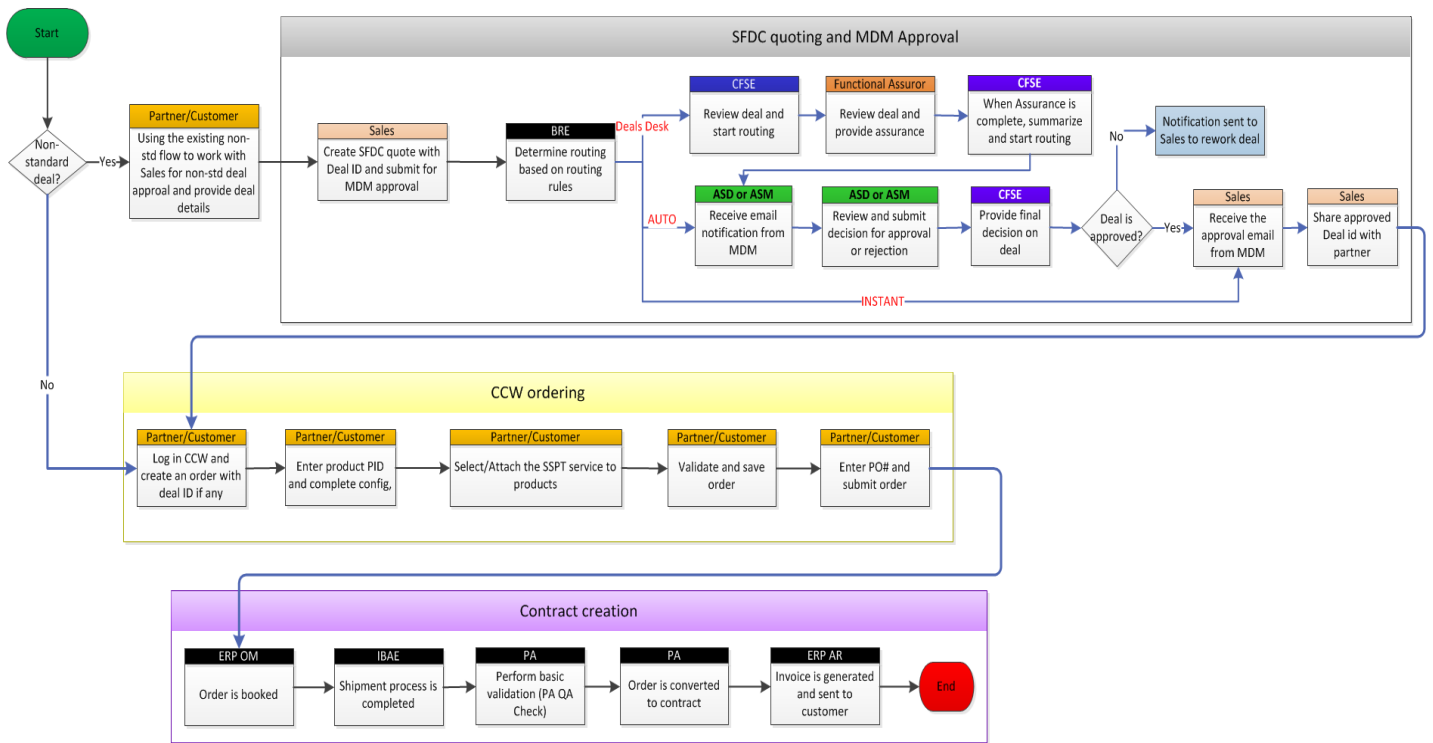 Start
Non-
standard
deal?
Yes
No
Partner/Customer
Using the existing non-
std flow to work with
Sales for non-std deal
approal and provide deal
details
SFDC quoting and MDM Approval
Sales
Create SFDC quote with
Deal ID and submit for
MDM approval
BRE
Determine routing
based on routing
rules
Deals Desk
AUTO
INSTANT
CFSE
Review deal and
start routing
Functional Assuror
Review deal and
provide assurance
CFSE
When Assurance is
complete, summarize
and start routing
ASD or ASM
Receive email
notification from
MDM
ASD or ASM
Review and submit
decision for approval
or rejection
CFSE
Provide final
decision on
deal
Deal is
approved?
No
Notification sent to
Sales to rework deal
Yes
Sales
Receive the
approval email
from MDM
Sales
Share approved
Deal id with
partner
CCW ordering
Partner/Customer
Log in CCW and
create an order with
deal ID if any
Partner/Customer
Enter product PID
and complete config,
Partner/Customer
Select/Attach the SSPT service to
products
Partner/Customer
Validate and save
order
Partner/Customer
Enter PO# and
submit order
Contract creation
ERP OM
Order is booked
IBAE
Shipment process is
completed
PA
Perform basic
validation (PA QA
Check)
PA
Order is converted
to contract
ERP AR
Invoice is generated
and sent to
customer
End